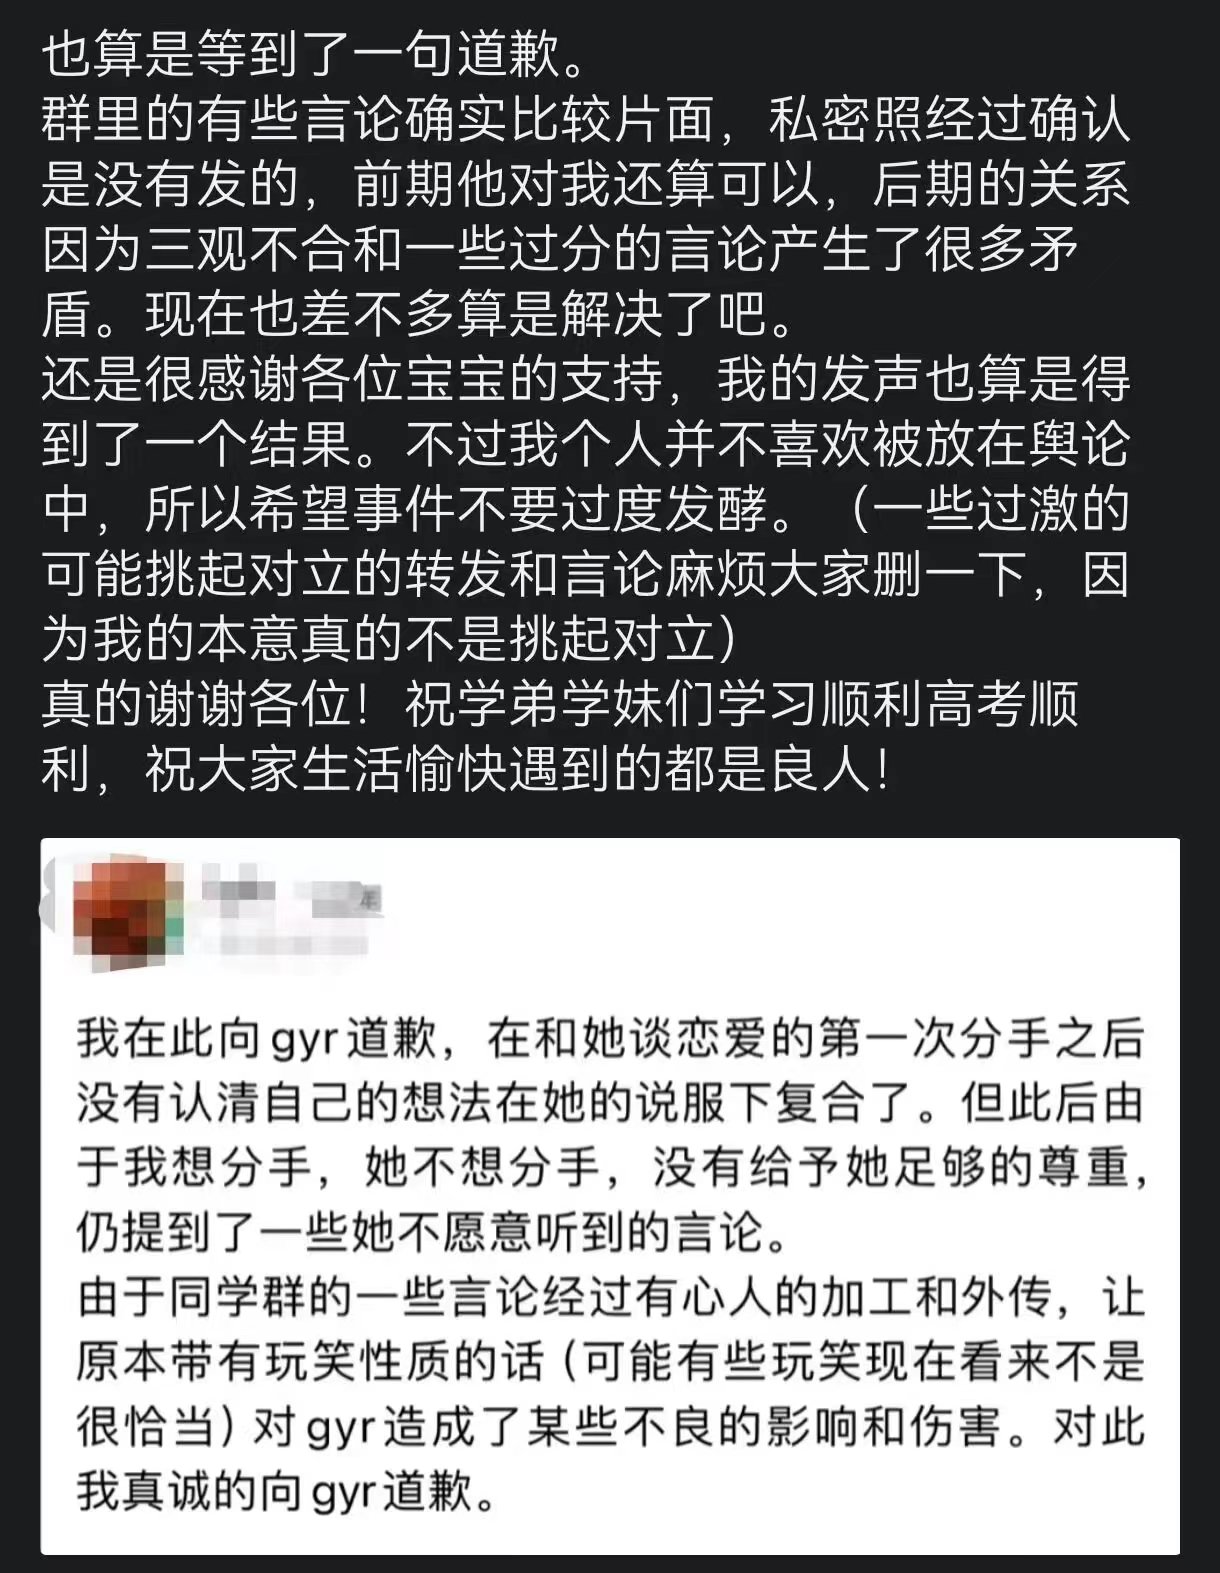 也算是等到了一句道歉。
群里的有些言论确实比较片面，私密照经过确认
是没有发的，前期他对我还算可以，后期的关系
因为三观不合和一些过分的言论产生了很多矛
盾。现在也差不多算是解决了吧。
还是很感谢各位宝宝的支持，我的发声也算是得
到了一个结果。不过我个人并不喜欢被放在舆论
中，所以希望事件不要过度发酵。（一些过激的
可能挑起对立的转发和言论麻烦大家删一下，因
为我的本意真的不是挑起对立）
真的谢谢各位！祝学弟学妹们学习顺利高考顺
利，祝大家生活愉快遇到的都是良人！
我在此向gyr道歉，在和她谈恋爱的第一次分手之后
没有认清自己的想法在她的说服下复合了。但此后由
于我想分手，她不想分手，没有给予她足够的尊重，
仍提到了一些她不愿意听到的言论。
由于同学群的一些言论经过有心人的加工和外传，让
原本带有玩笑性质的话（可能有些玩笑现在看来不是
很恰当）对gyr造成了某些不良的影响和伤害。对此
我真诚的向gyr道歉。